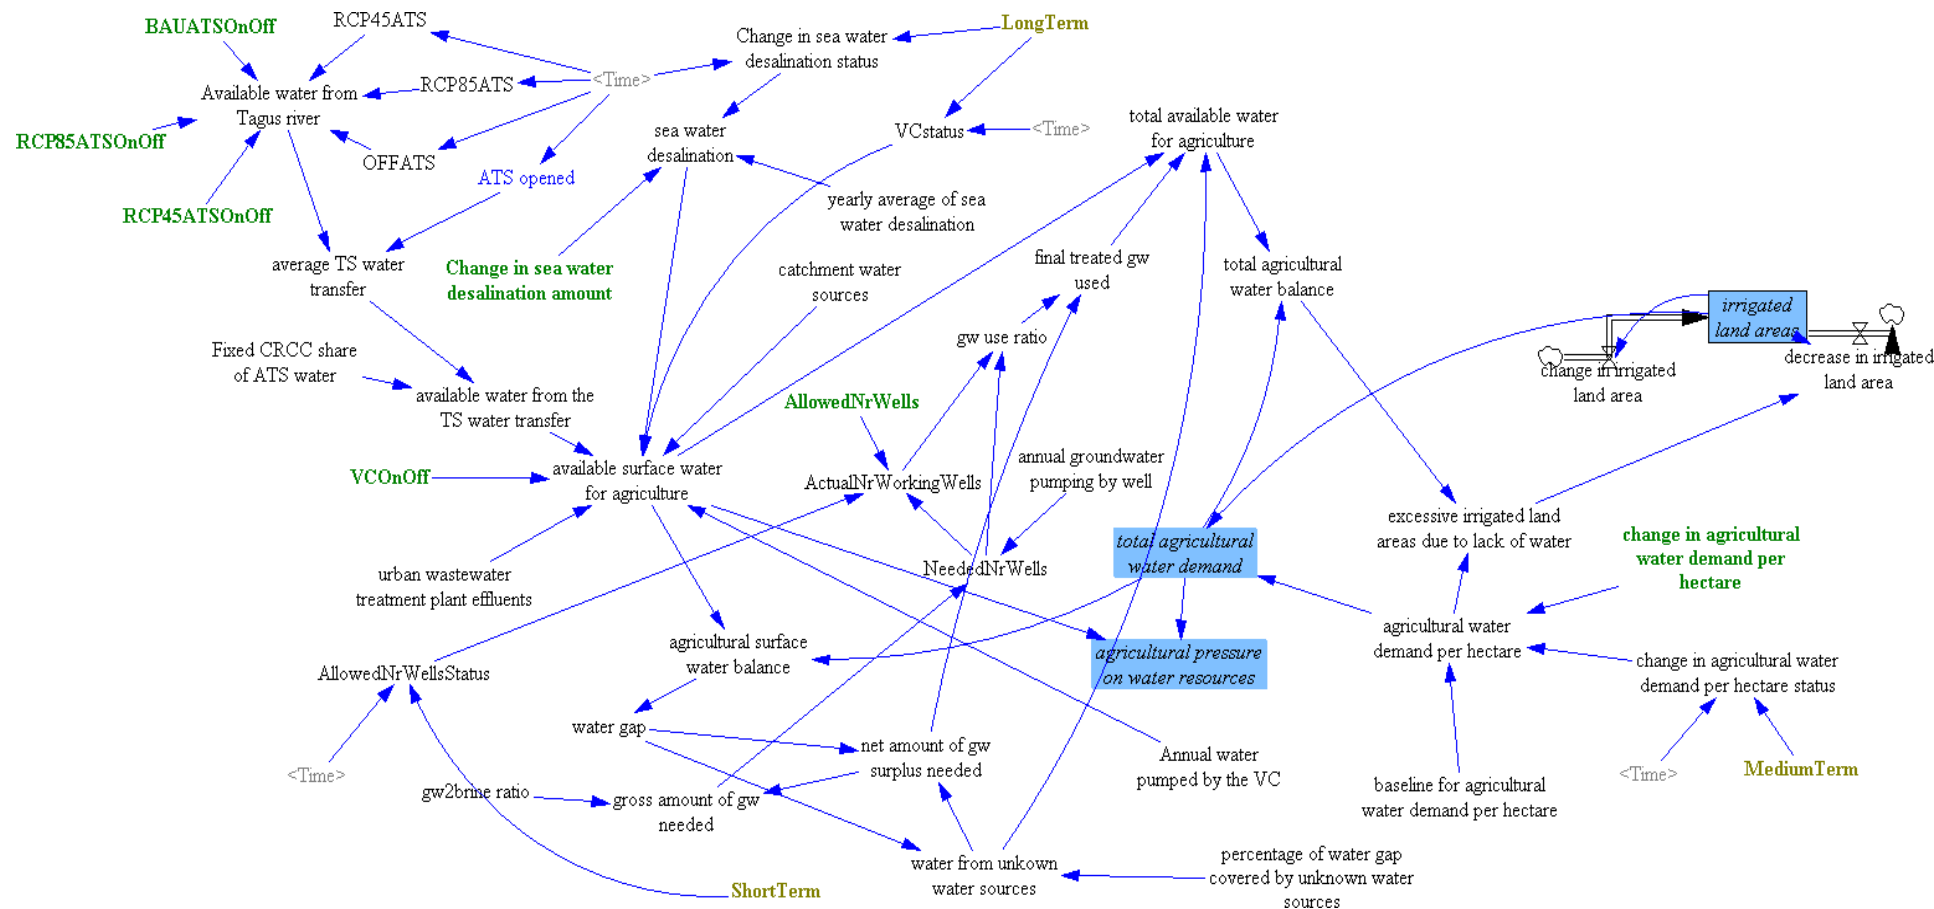 BAUATSOnOff
RCP45ATS
Change in sea water
desalination status
LongTerm
<Time>
RCP85ATS
Available water from
Tagus river
RCP85ATSOnOff
OFFATS
ATS opened
RCP45ATSOnOff
sea water
desalination
VCstatus
<Time>
total available water
for agriculture
yearly average of sea
water desalination
average TS water
transfer
Change in sea water
desalination amount
catchment water
sources
final treated gw
used
total agricultural
water balance
irrigated
land areas
gw use ratio
change in irrigated
land area
decrease in irrigated
land area
Fixed CRCC share
of ATS water
available water from the
TS water transfer
AllowedNrWells
VCOnOff
available surface water
for agriculture
ActualNrWorkingWells
annual groundwater
pumping by well
excessive irrigated land
areas due to lack of water
change in agricultural
water demand per
hectare
total agricultural
water demand
NeededNrWells
urban wastewater
treatment plant effluents
agricultural surface
water balance
agricultural pressure
on water resources
agricultural water
demand per hectare
change in agricultural water
demand per hectare status
AllowedNrWellsStatus
water gap
net amount of gw
surplus needed
Annual water
pumped by the VC
<Time>
<Time>
MediumTerm
gw2brine ratio
gross amount of gw
needed
baseline for agricultural
water demand per hectare
water from unkown
water sources
percentage of water gap
covered by unknown water
sources
ShortTerm